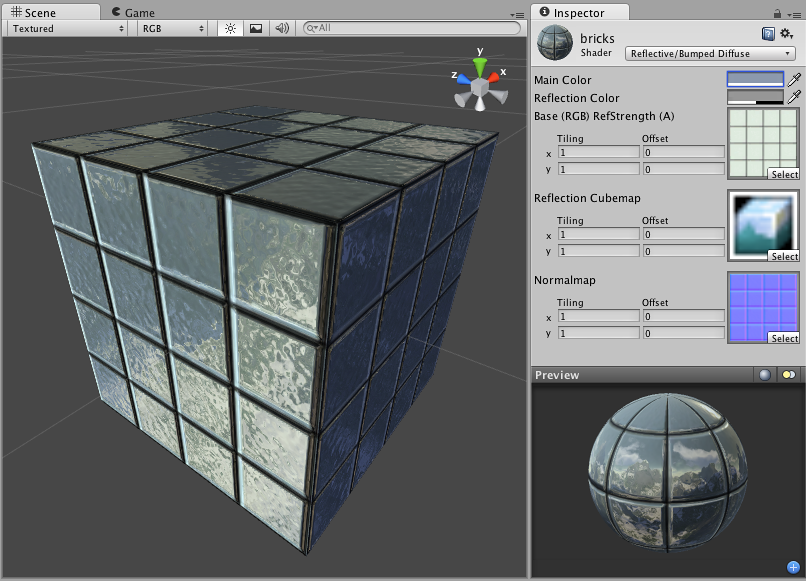 Scene
Game
Textured
RGB
All
y
x
z
Inspector
bricks
Shader
Reflective/Bumped Diffuse
Main Color
Reflection Color
Base (RGB) RefStrength (A)
Tiling Offset
x 1 0
y 1 0
Select
Reflection Cubemap
Tiling Offset
x 1 0
y 1 0
Select
Normalmap
Tiling Offset
x 1 0
y 1 0
Select
Preview